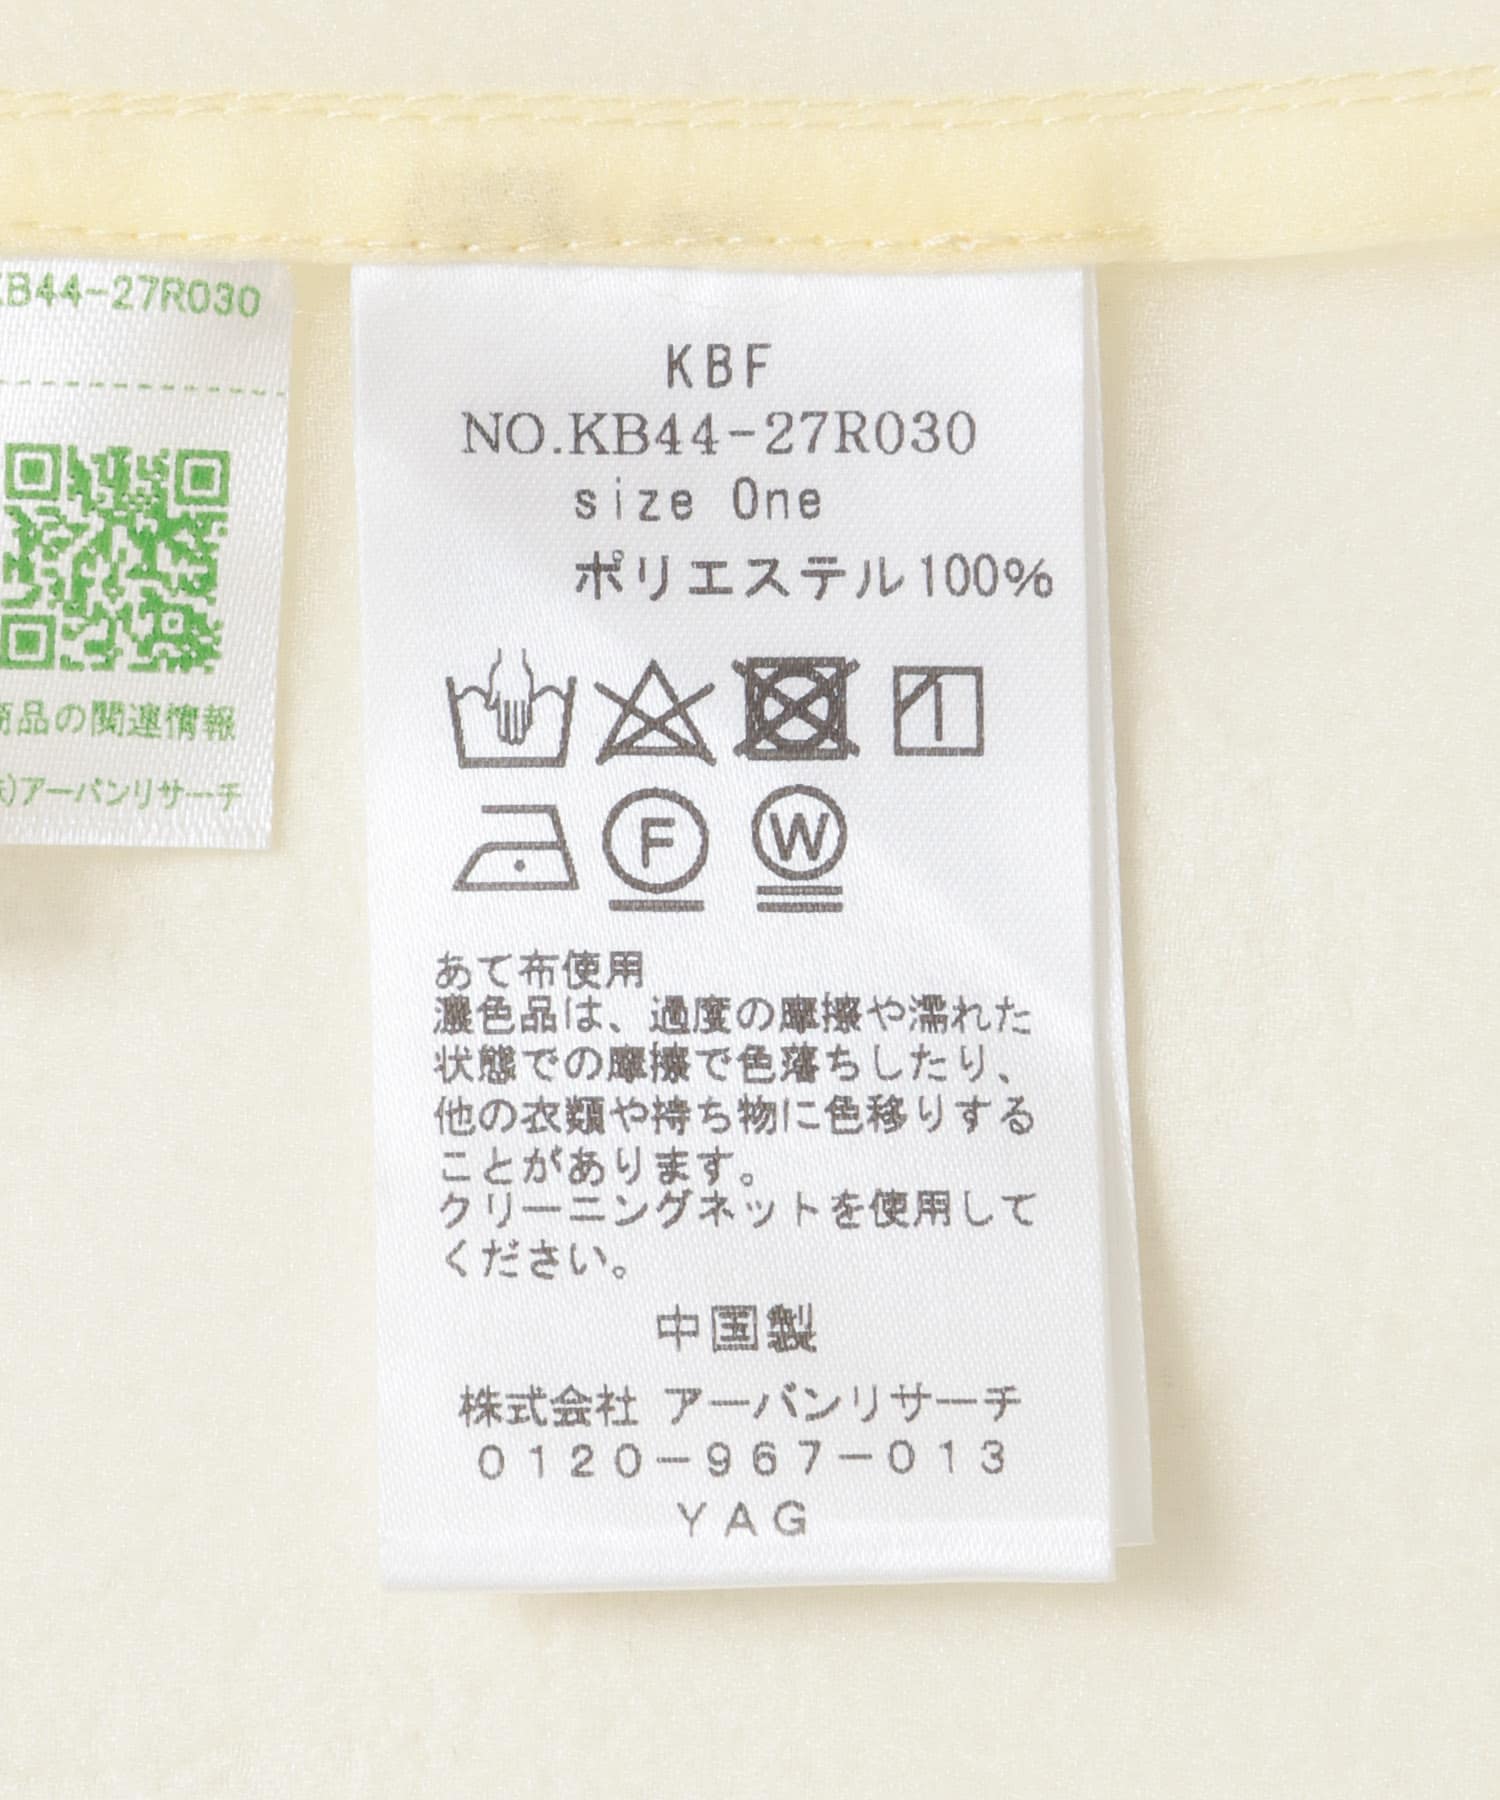 KB44-27R030
商品の関連情報
㈱アーバンリサーチ
KBF
NO.KB44-27R030
size One
ポリエステル100%
F W
あて布使用
濃色品は、過度の摩擦や濡れた
状態での摩擦で色落ちしたり、
他の衣類や持ち物に色移りする
ことがあります。
クリーニングネットを使用して
ください。
中国製
株式会社 アーバンリサーチ
0120-967-013
YAG